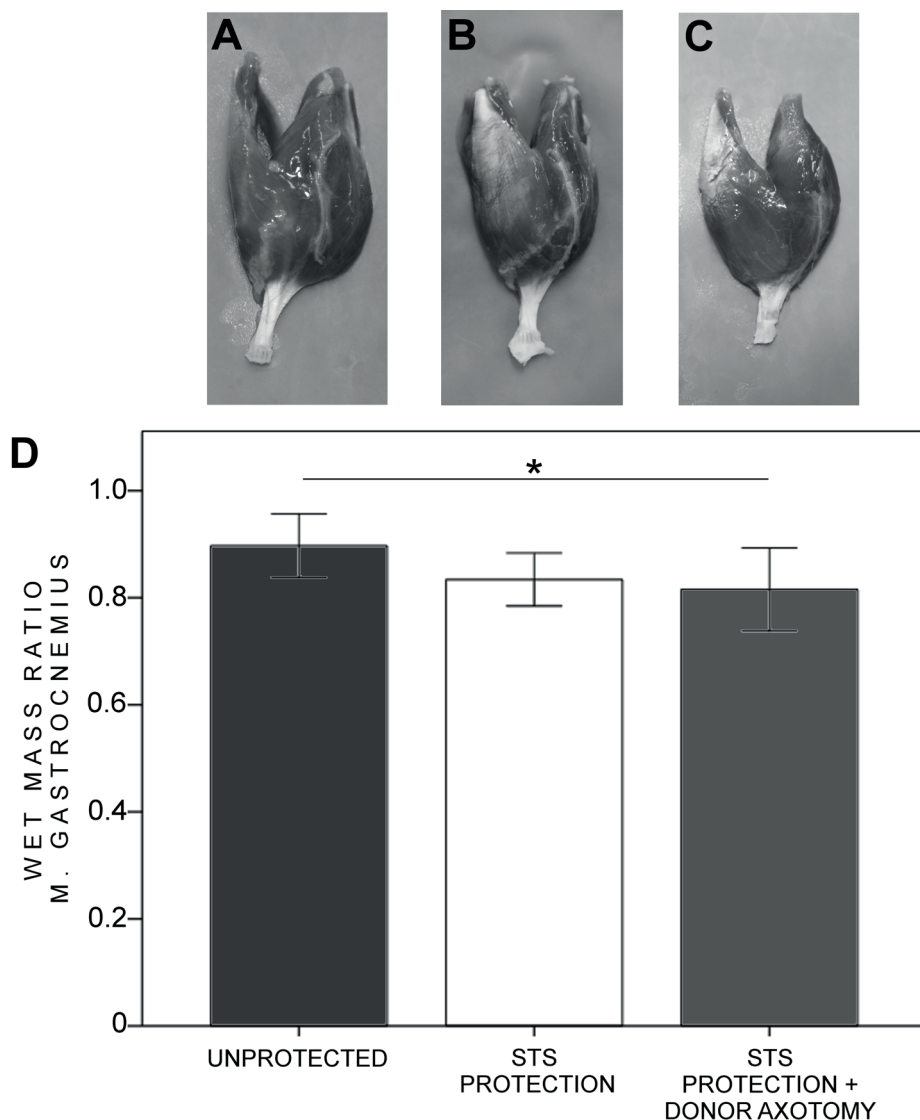 A
B
C
D
*
1.0
0.8
0.6
0.4
0.2
0
WET MASS RATIO
M. GASTROCNEMIUS
UNPROTECTED
STS
PROTECTION
STS
PROTECTION +
DONOR AXOTOMY